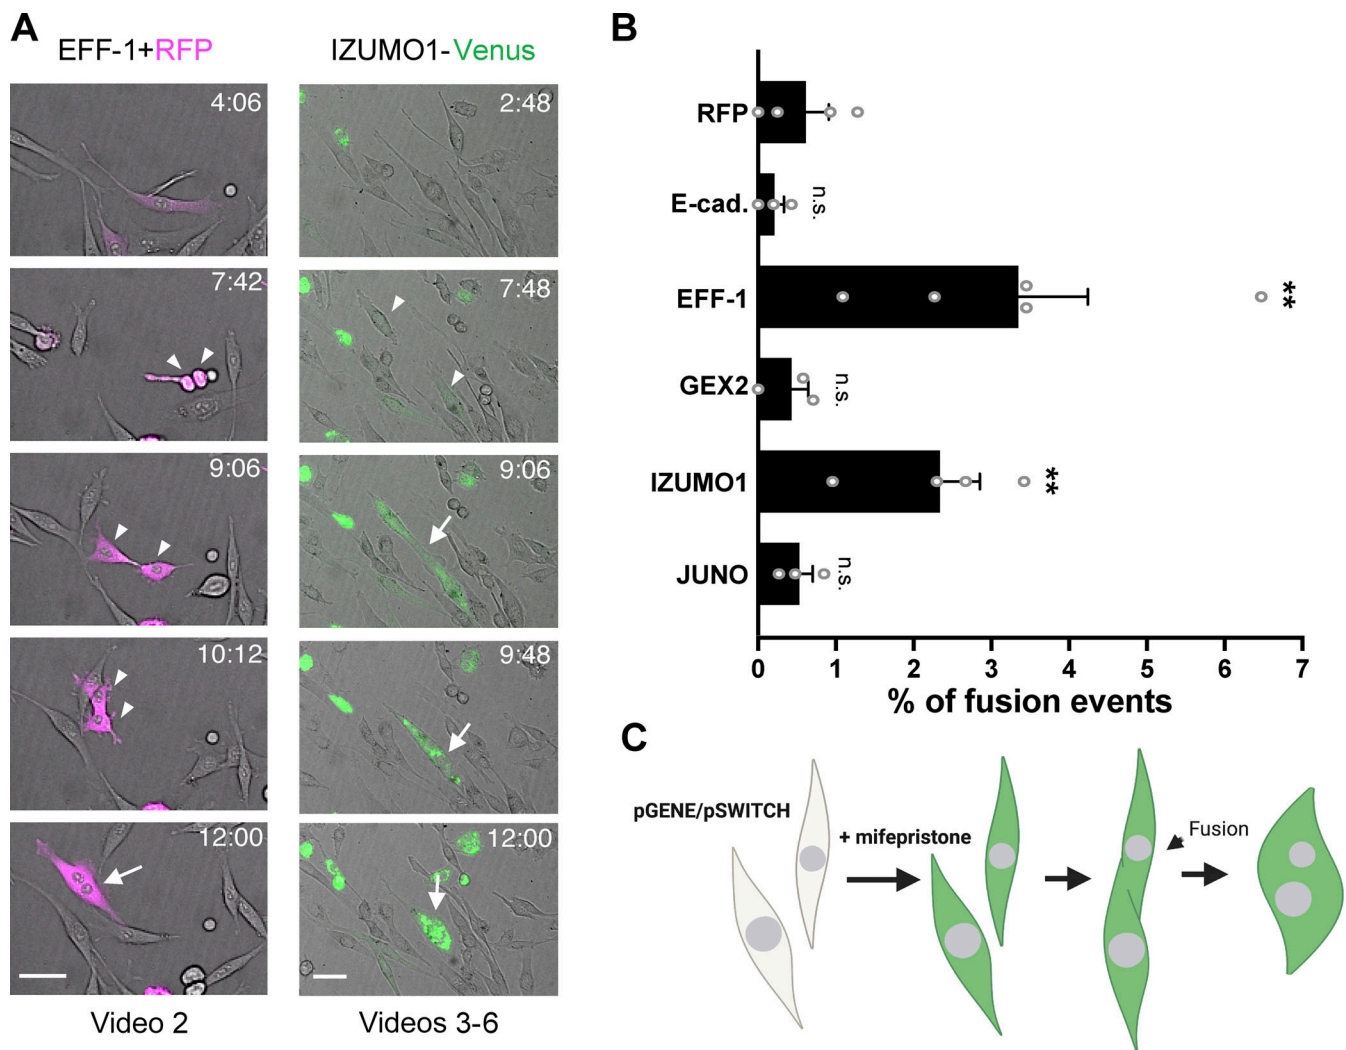 A
EFF-1+RFP
IZUMO1-Venus
4:06
2:48
7:42
7:48
9:06
9:06
10:12
9:48
12:00
12:00
Video 2
Videos 3-6
B
RFP
E-cad.
n.s.
EFF-1
**
GEX2
n.s.
IZUMO1
**
JUNO
n.s.
0 1 2 3 4 5 6 7
% of fusion events
C
pGENE/pSWITCH
+ mifepristone
Fusion